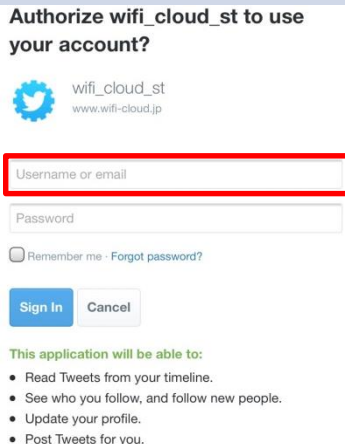 Authorize wifi_cloud_st to use
your account?
wifi_cloud_st
www.wifi-cloud.jp
Username or email
Password
Remember me · Forgot password?
Sign In Cancel
This application will be able to:
• Read Tweets from your timeline.
• See who you follow, and follow new people.
• Update your profile.
• Post Tweets for you.